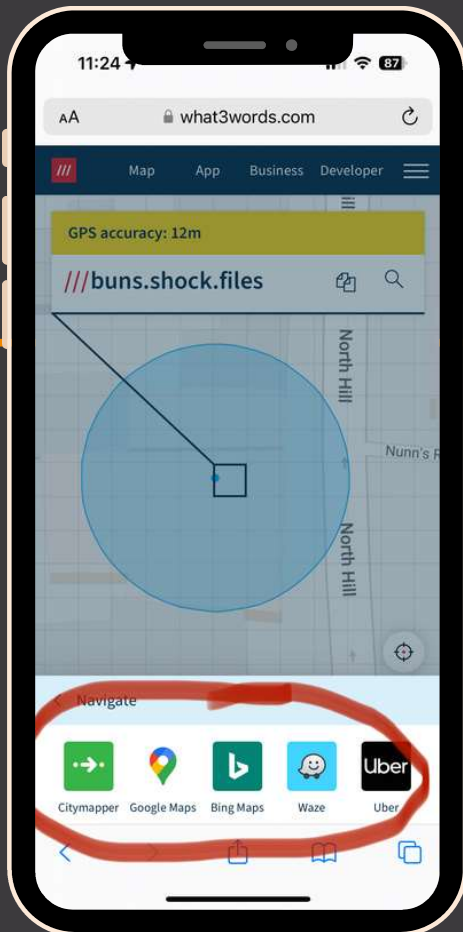 11:24
87
AA what3words.com
/// Map App Business Developer
GPS accuracy: 12m
///buns.shock.files
North Hill
Nunn's R
North Hill
Navigate
Uber
Citymapper Google Maps Bing Maps Waze Uber